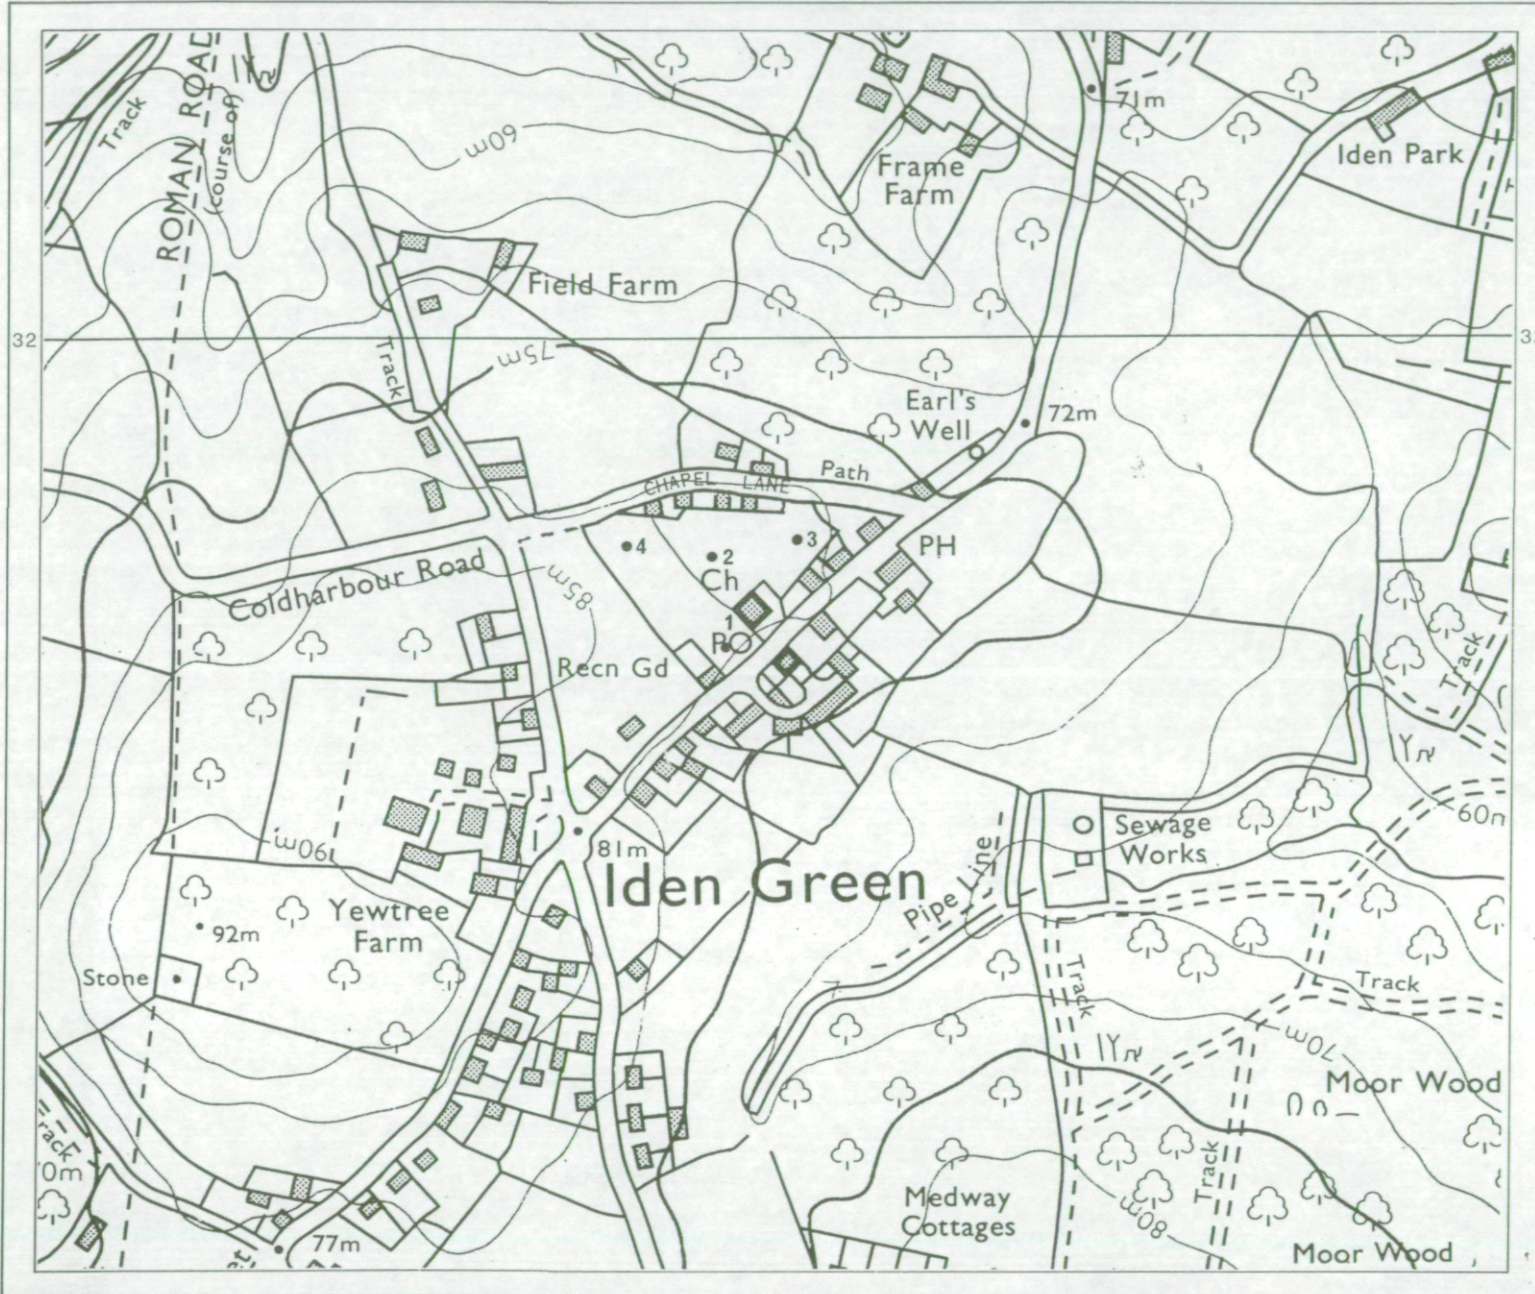 ROMAN ROAD
(course of)
Track
60m
Frame
Farm
71m
Iden Park
Field Farm
32
75m
Track
Earl's
Well
72m
CHAPEL LANE
Path
4
2
3
Ch
PH
85m
Coldharbour Road
1
PO
Recn Gd
Track
90m
81m
Sewage
Works
Iden Green
Pipe Line
Yewtree
Farm
92m
Stone
Track
Track
70m
Moor Wood
Track
Medway
Cottages
80m
Moor Wood
77m